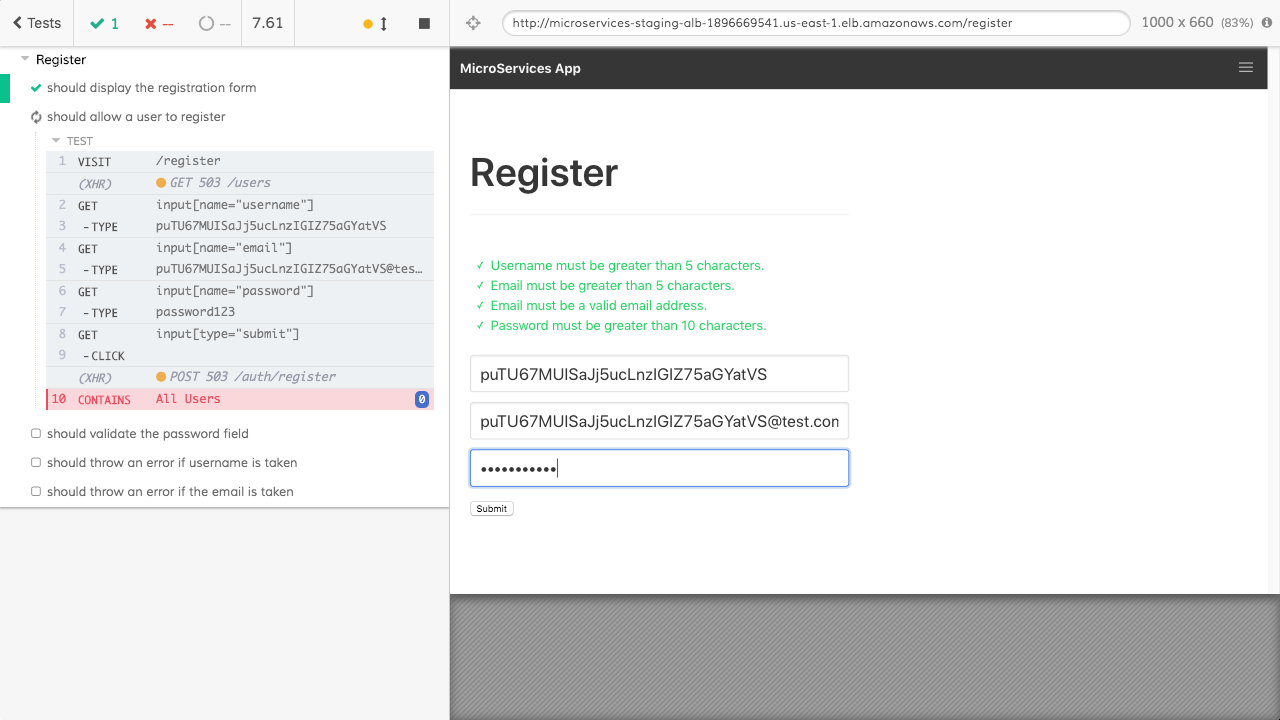 Tests
1
--
--
7.61
http://microservices-staging-alb-1896669541.us-east-1.elb.amazonaws.com/register
1000 x 660 (83%)
Register
should display the registration form
should allow a user to register
TEST
1 VISIT /register
(XHR) GET 503 /users
2 GET input[name="username"]
3 -TYPE puTU67MUISaJj5ucLnzIGIZ75aGYatVS
4 GET input[name="email"]
5 -TYPE puTU67MUISaJj5ucLnzIGIZ75aGYatVS@tes…
6 GET input[name="password"]
7 -TYPE password123
8 GET input[type="submit"]
9 -CLICK
(XHR) POST 503 /auth/register
10 CONTAINS All Users 0
should validate the password field
should throw an error if username is taken
should throw an error if the email is taken
MicroServices App
Register
✓ Username must be greater than 5 characters.
✓ Email must be greater than 5 characters.
✓ Email must be a valid email address.
✓ Password must be greater than 10 characters.
puTU67MUISaJj5ucLnzIGIZ75aGYatVS
puTU67MUISaJj5ucLnzIGIZ75aGYatVS@test.com
•••••••••••
Submit